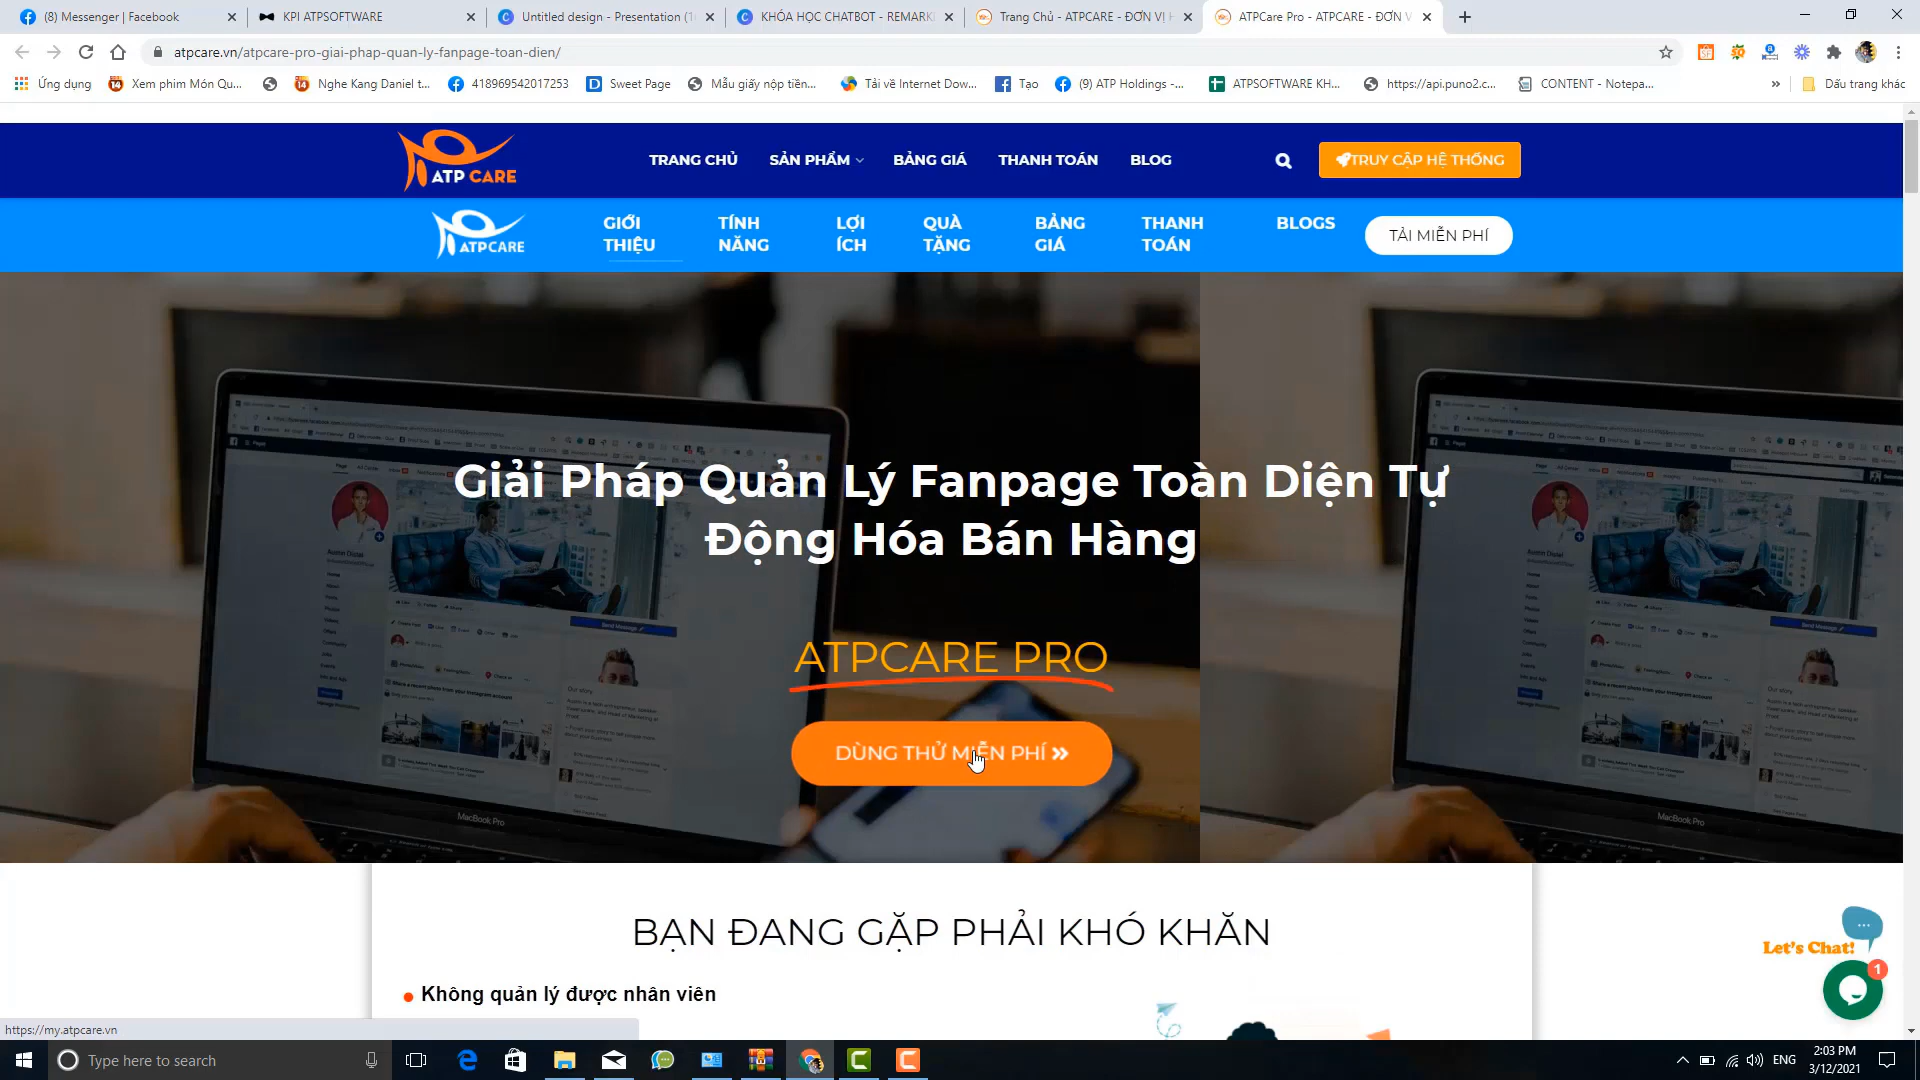 (8) Messenger | Facebook
KPI ATPSOFTWARE
Untitled design - Presentation (1
KHÓA HỌC CHATBOT - REMARK
Trang Chủ - ATPCARE - ĐƠN VỊ
ATPCare Pro - ATPCARE - ĐƠN V
atpcare.vn/atpcare-pro-giai-phap-quan-ly-fanpage-toan-dien/
Ứng dụng
Xem phim Món Qu...
Nghe Kang Daniel t...
418969542017253
Sweet Page
Mẫu giấy nộp tiền...
Tải về Internet Dow...
Tạo
(9) ATP Holdings -...
ATPSOFTWARE KH...
https://api.puno2.c...
CONTENT - Notepa...
»
Dấu trang khác
ATP CARE
TRANG CHỦ
SẢN PHẨM
BẢNG GIÁ
THANH TOÁN
BLOG
TRUY CẬP HỆ THỐNG
ATPCARE
GIỚI THIỆU
TÍNH NĂNG
LỢI ÍCH
QUÀ TẶNG
BẢNG GIÁ
THANH TOÁN
BLOGS
TẢI MIỄN PHÍ
Giải Pháp Quản Lý Fanpage Toàn Diện Tự
Động Hóa Bán Hàng
ATPCARE PRO
DÙNG THỬ MIỄN PHÍ »
MacBook Pro
MacBook Pro
BẠN ĐANG GẶP PHẢI KHÓ KHĂN
Không quản lý được nhân viên
Let's Chat!
1
https://my.atpcare.vn
Type here to search
ENG
2:03 PM
3/12/2021